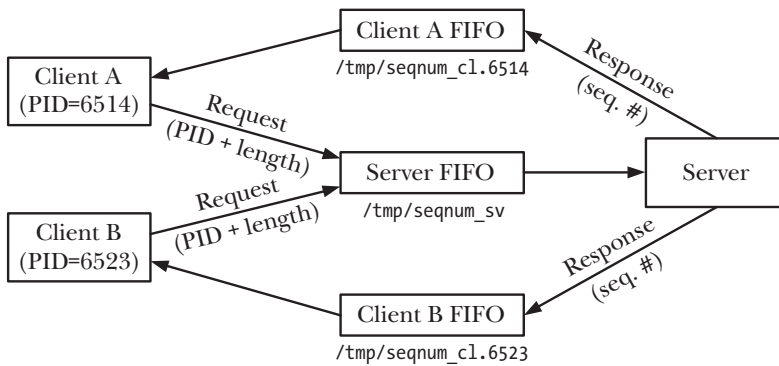 Client A FIFO
/tmp/seqnum_cl.6514
Client A
(PID=6514)
Response
(seq. #)
Request
(PID + length)
Server FIFO
/tmp/seqnum_sv
Server
Request
(PID + length)
Client B
(PID=6523)
Response
(seq. #)
Client B FIFO
/tmp/seqnum_cl.6523